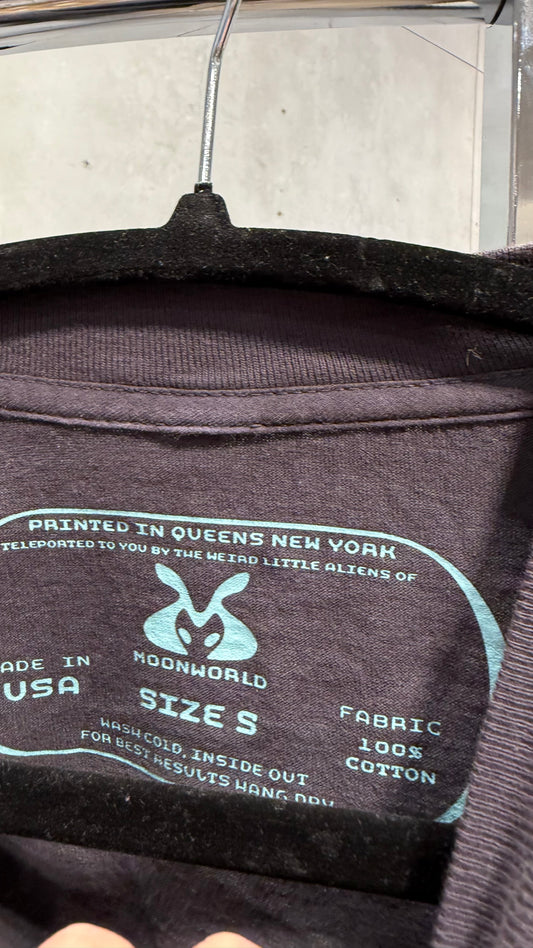 PRINTED IN QUEENS NEW YORK
TELEPORTED TO YOU BY THE WEIRD LITTLE ALIENS OF
MOONWORLD
ADE IN
USA
SIZE S
FABRIC
100%
COTTON
WASH COLD, INSIDE OUT
FOR BEST RESULTS HANG DRY